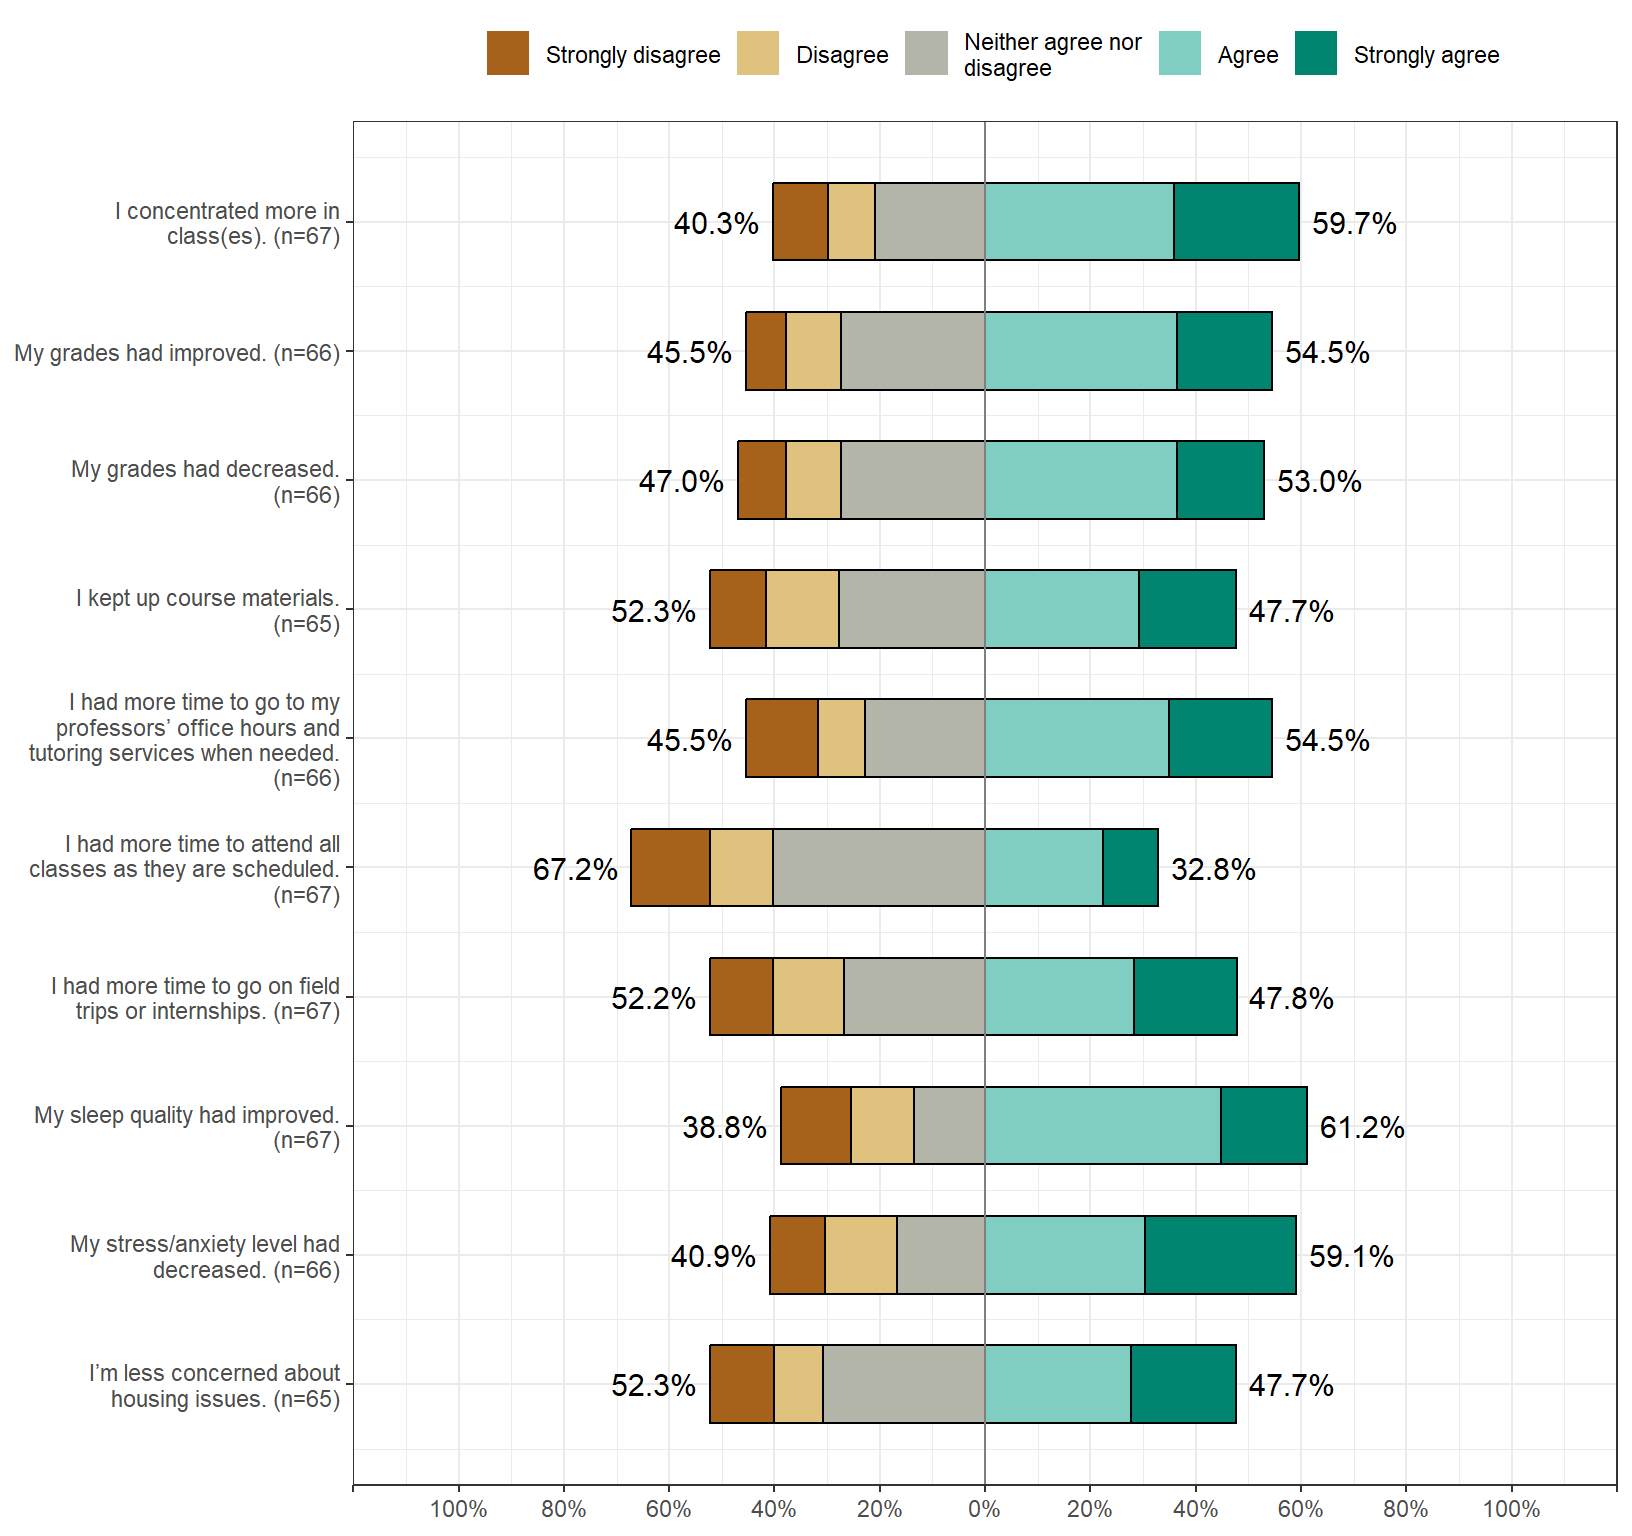 Strongly disagree
Disagree
Neither agree nor
disagree
Agree
Strongly agree
I concentrated more in
class(es). (n=67)
40.3%
59.7%
My grades had improved. (n=66)
45.5%
54.5%
My grades had decreased.
(n=66)
47.0%
53.0%
I kept up course materials.
(n=65)
52.3%
47.7%
I had more time to go to my
professors’ office hours and
tutoring services when needed.
(n=66)
45.5%
54.5%
I had more time to attend all
classes as they are scheduled.
(n=67)
67.2%
32.8%
I had more time to go on field
trips or internships. (n=67)
52.2%
47.8%
My sleep quality had improved.
(n=67)
38.8%
61.2%
My stress/anxiety level had
decreased. (n=66)
40.9%
59.1%
I’m less concerned about
housing issues. (n=65)
52.3%
47.7%
100% 80% 60% 40% 20% 0% 20% 40% 60% 80% 100%